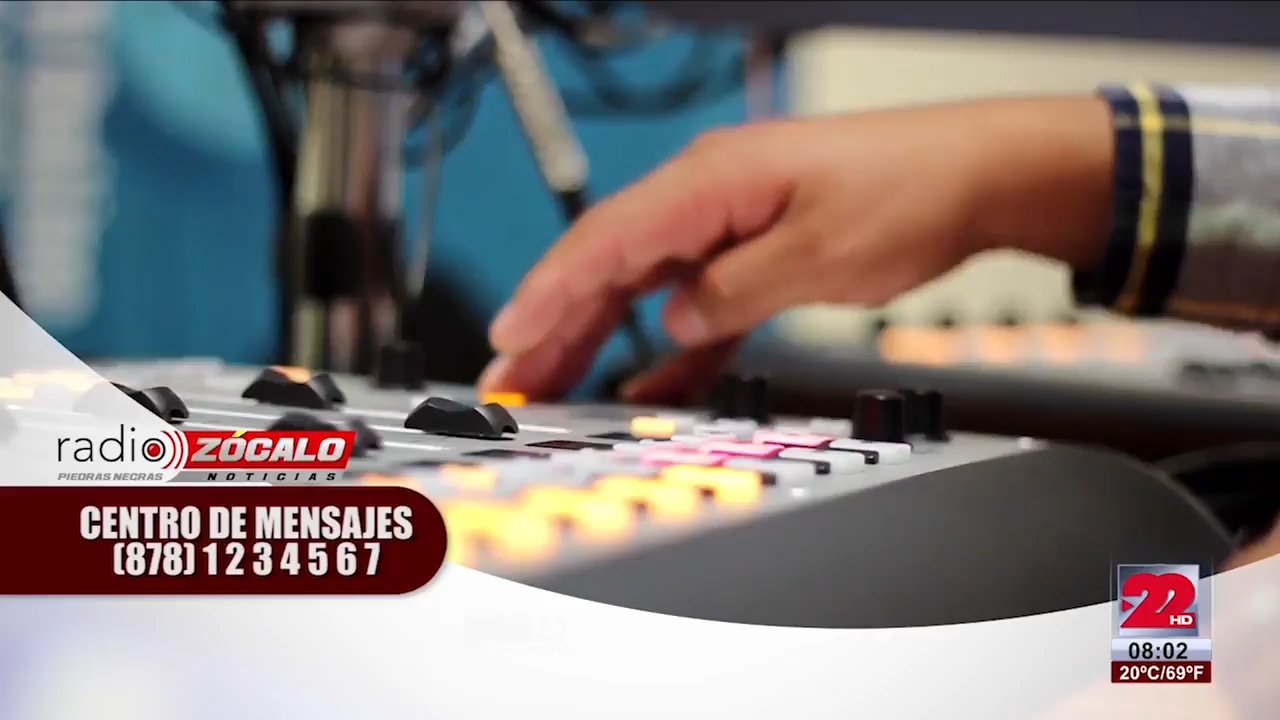 radio ZÓCALO
PIEDRAS NEGRAS NOTICIAS
CENTRO DE MENSAJES
(878) 1 2 3 4 5 6 7
22 HD
08:02
20°C/69°F